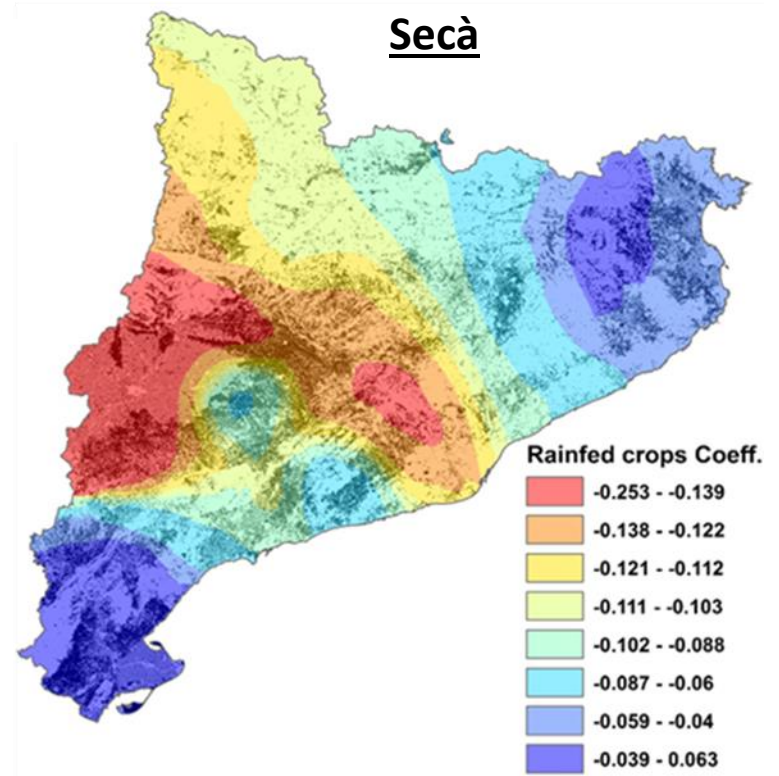 Secà
Rainfed crops Coeff.
-0.253 - -0.139
-0.138 - -0.122
-0.121 - -0.112
-0.111 - -0.103
-0.102 - -0.088
-0.087 - -0.06
-0.059 - -0.04
-0.039 - 0.063